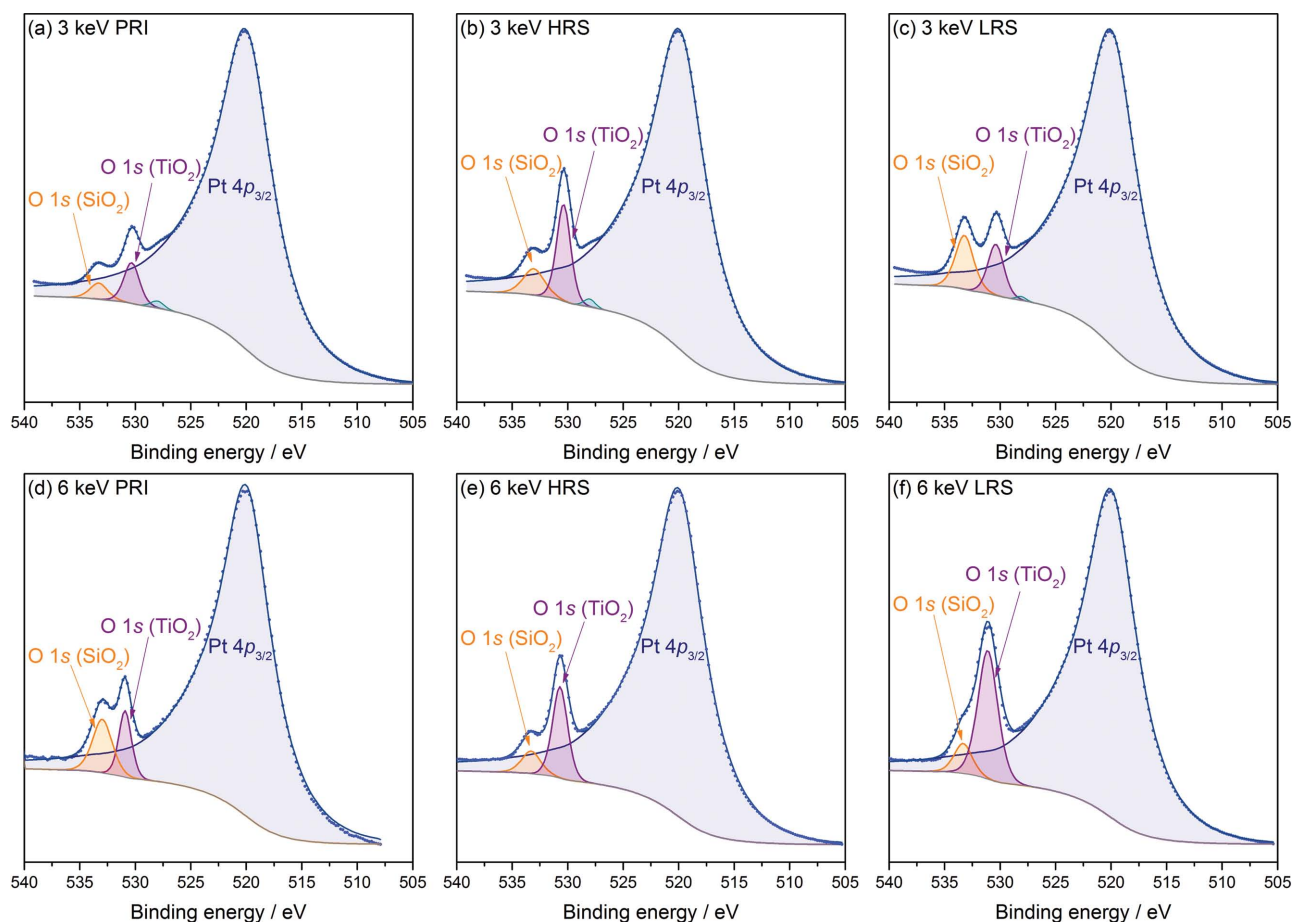 (a) 3 keV PRI
O 1s (TiO₂)
O 1s (SiO₂)
Pt 4p₃/₂
540 535 530 525 520 515 510 505
Binding energy / eV
(b) 3 keV HRS
O 1s (TiO₂)
O 1s (SiO₂)
Pt 4p₃/₂
540 535 530 525 520 515 510 505
Binding energy / eV
(c) 3 keV LRS
O 1s (SiO₂)
O 1s (TiO₂)
Pt 4p₃/₂
540 535 530 525 520 515 510 505
Binding energy / eV
(d) 6 keV PRI
O 1s (TiO₂)
O 1s (SiO₂)
Pt 4p₃/₂
540 535 530 525 520 515 510 505
Binding energy / eV
(e) 6 keV HRS
O 1s (TiO₂)
O 1s (SiO₂)
Pt 4p₃/₂
540 535 530 525 520 515 510 505
Binding energy / eV
(f) 6 keV LRS
O 1s (TiO₂)
O 1s (SiO₂)
Pt 4p₃/₂
540 535 530 525 520 515 510 505
Binding energy / eV